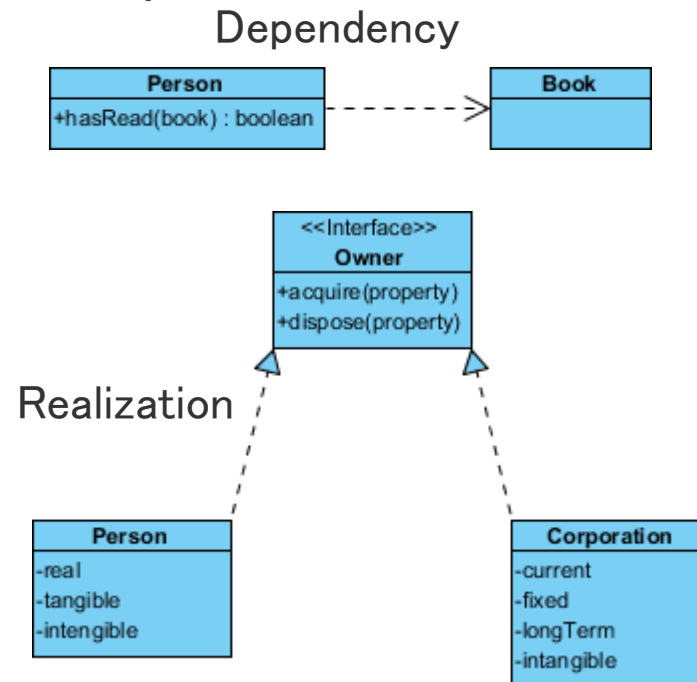 Dependency
Person
+hasRead(book) : boolean
Book
<<Interface>>
Owner
+acquire(property)
+dispose(property)
Realization
Person
-real
-tangible
-intengible
Corporation
-current
-fixed
-longTerm
-intangible